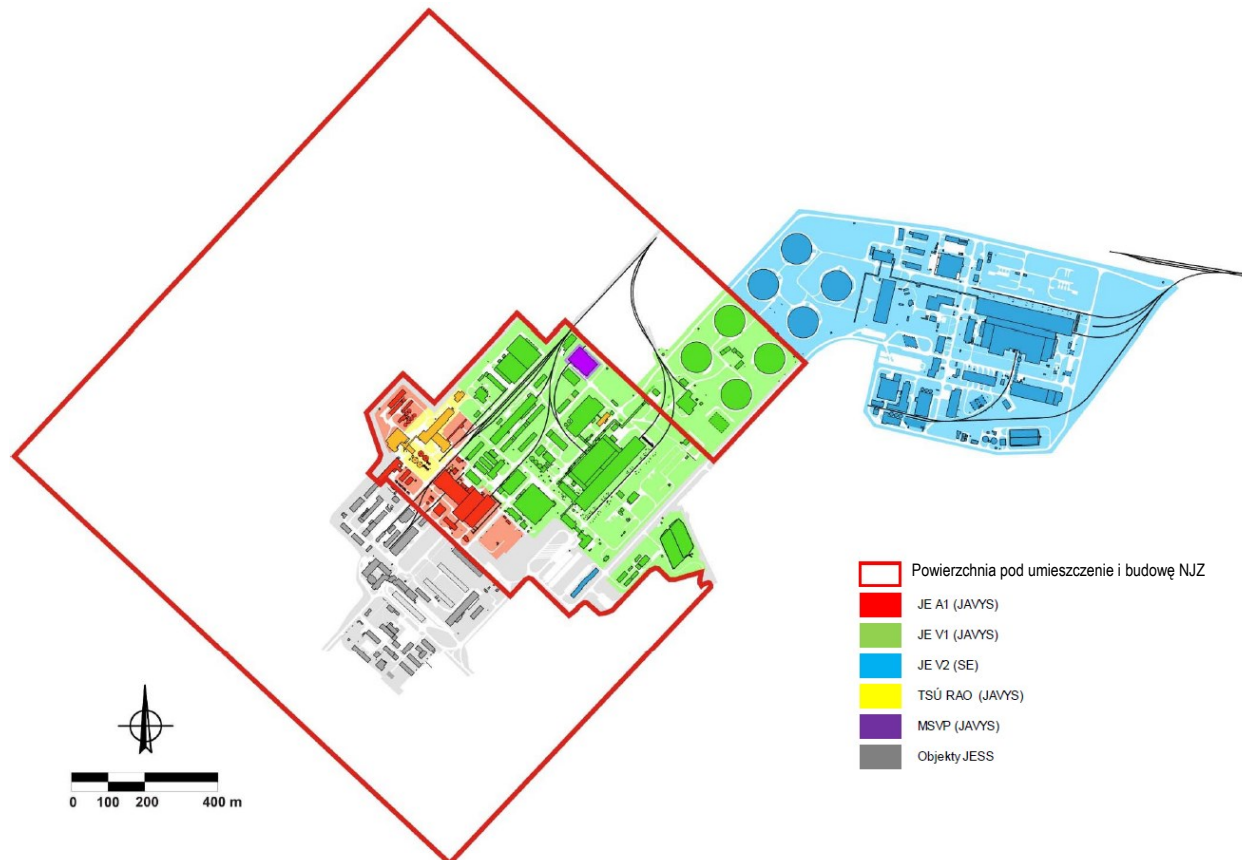 Powierzchnia pod umieszczenie i budowę NJZ
JE A1 (JAVYS)
JE V1 (JAVYS)
JE V2 (SE)
TSÚ RAO (JAVYS)
MSVP (JAVYS)
Objekty JESS
0 100 200 400 m